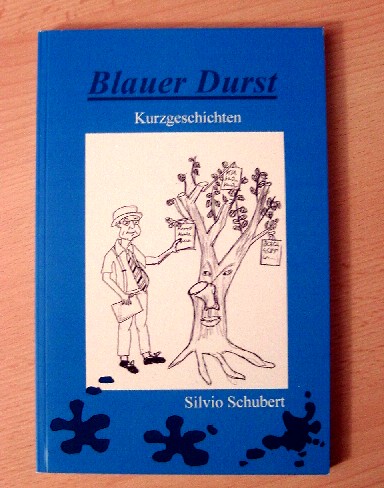 Blauer Durst
Kurzgeschichten
Silvio Schubert